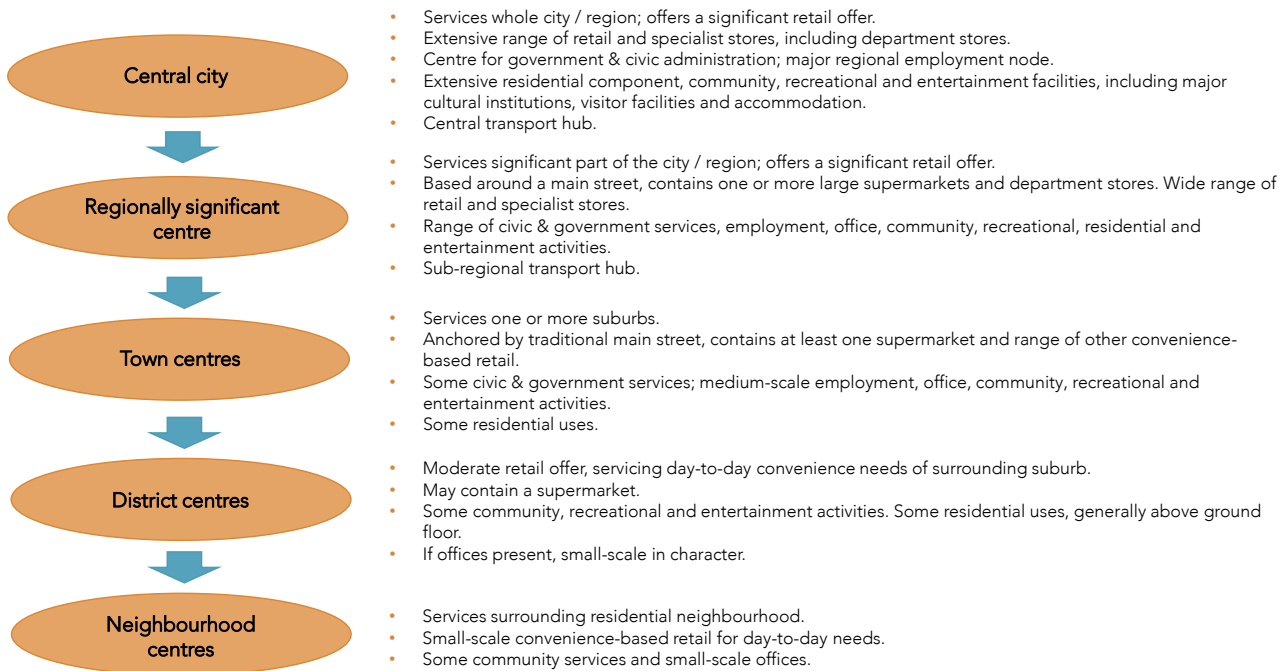 Central city
• Services whole city / region; offers a significant retail offer.
• Extensive range of retail and specialist stores, including department stores.
• Centre for government & civic administration; major regional employment node.
• Extensive residential component, community, recreational and entertainment facilities, including major
cultural institutions, visitor facilities and accommodation.
• Central transport hub.
Regionally significant
centre
• Services significant part of the city / region; offers a significant retail offer.
• Based around a main street, contains one or more large supermarkets and department stores. Wide range of
retail and specialist stores.
• Range of civic & government services, employment, office, community, recreational, residential and
entertainment activities.
• Sub-regional transport hub.
Town centres
• Services one or more suburbs.
• Anchored by traditional main street, contains at least one supermarket and range of other convenience-
based retail.
• Some civic & government services; medium-scale employment, office, community, recreational and
entertainment activities.
• Some residential uses.
District centres
• Moderate retail offer, servicing day-to-day convenience needs of surrounding suburb.
• May contain a supermarket.
• Some community, recreational and entertainment activities. Some residential uses, generally above ground
floor.
• If offices present, small-scale in character.
Neighbourhood
centres
• Services surrounding residential neighbourhood.
• Small-scale convenience-based retail for day-to-day needs.
• Some community services and small-scale offices.